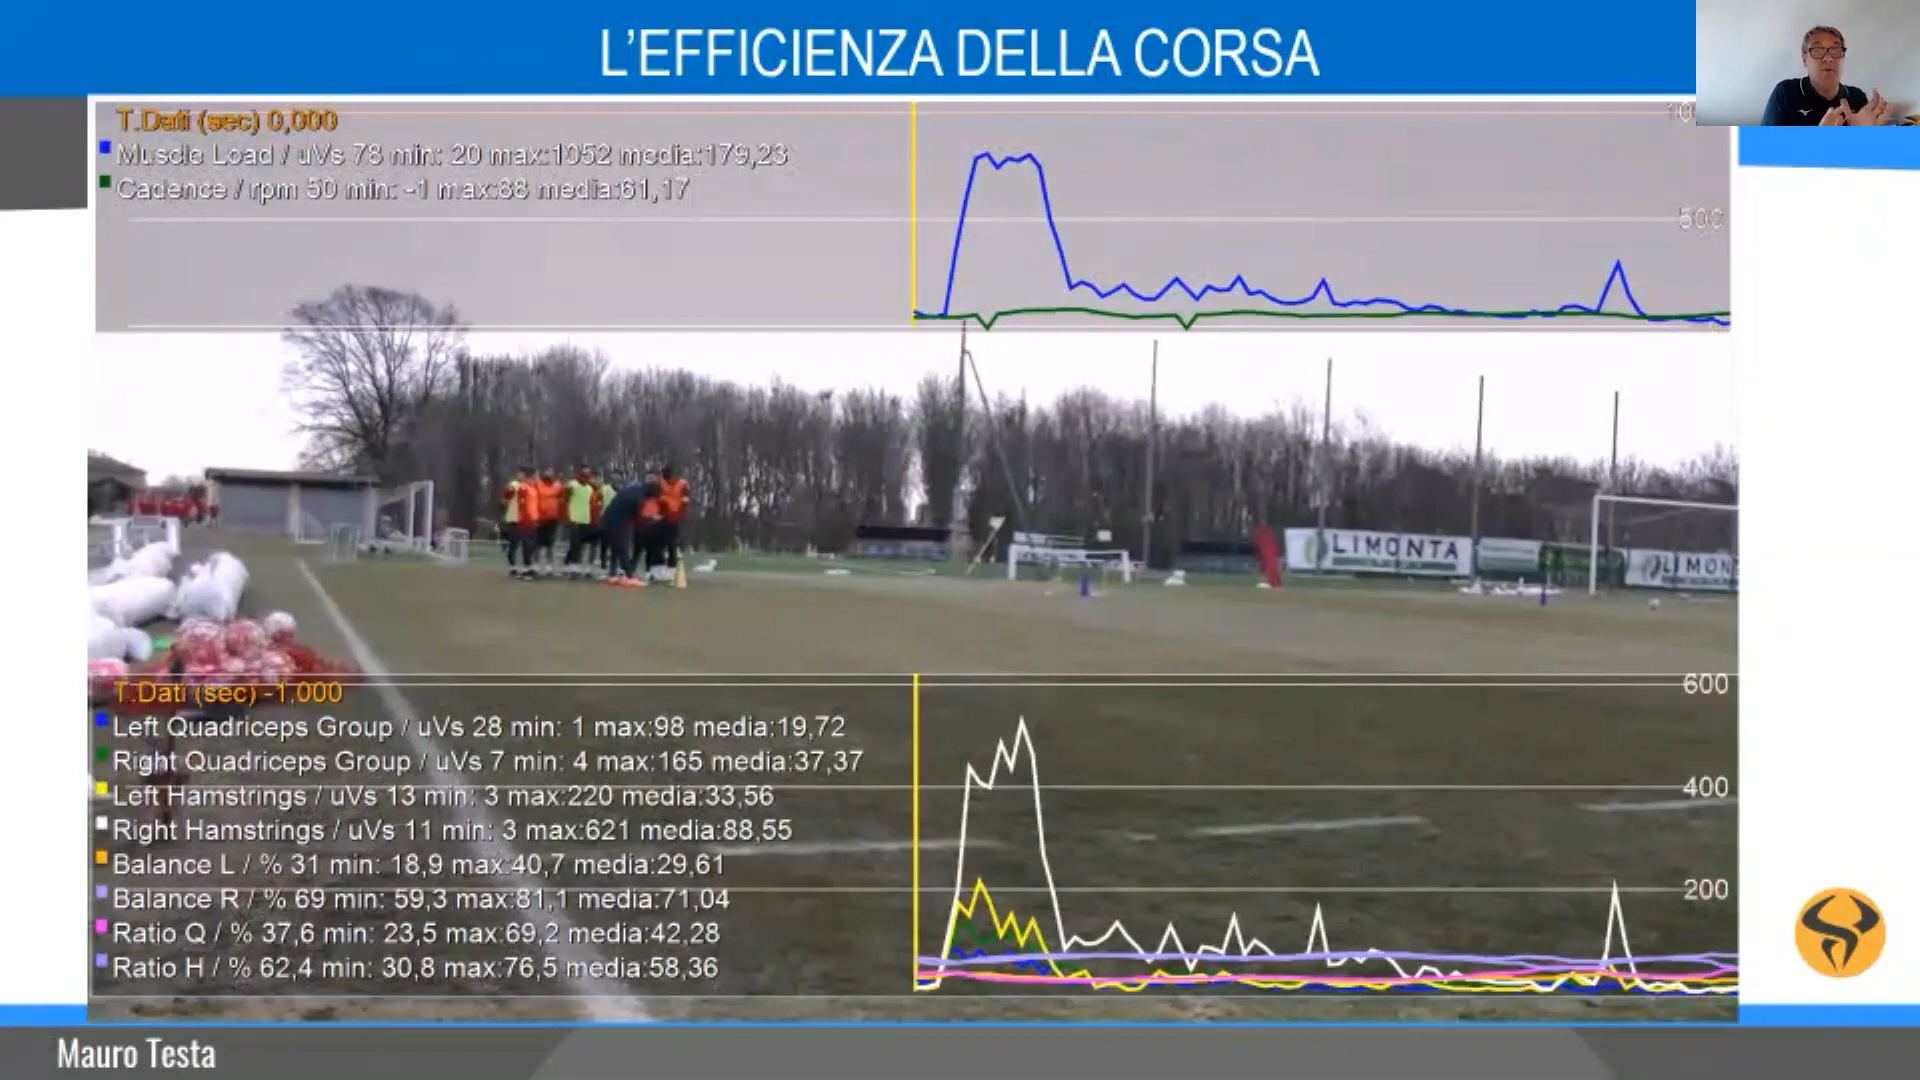 L'EFFICIENZA DELLA CORSA
T.Dati (sec) 0,000
Muscle Load / uVs 78 min: 20 max:1052 media:179,23
Cadence / rpm 50 min: -1 max:88 media:61,17
500
LIMONTA
T.Dati (sec) -1,000
600
Left Quadriceps Group / uVs 28 min: 1 max:98 media:19,72
Right Quadriceps Group / uVs 7 min: 4 max:165 media:37,37
Left Hamstrings / uVs 13 min: 3 max:220 media:33,56
400
Right Hamstrings / uVs 11 min: 3 max:621 media:88,55
Balance L / % 31 min: 18,9 max:40,7 media:29,61
Balance R / % 69 min: 59,3 max:81,1 media:71,04
200
Ratio Q / % 37,6 min: 23,5 max:69,2 media:42,28
Ratio H / % 62,4 min: 30,8 max:76,5 media:58,36
Mauro Testa